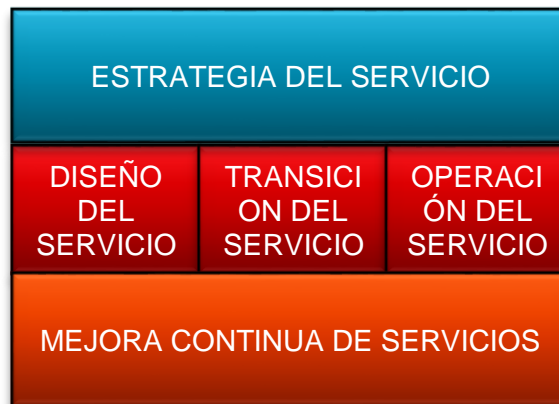 ESTRATEGIA DEL SERVICIO
DISEÑO
DEL
SERVICIO
TRANSICI
ON DEL
SERVICIO
OPERACI
ÓN DEL
SERVICIO
MEJORA CONTINUA DE SERVICIOS